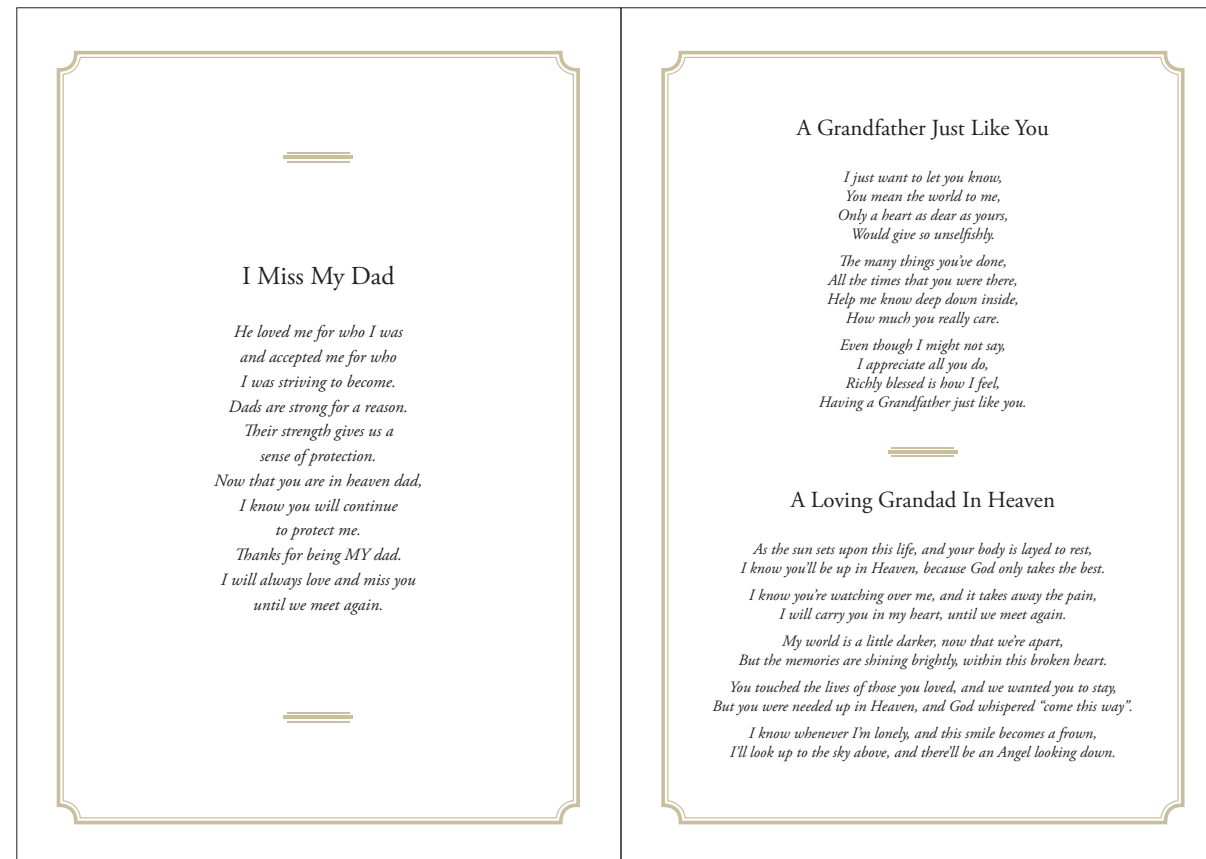 I Miss My Dad
He loved me for who I was
and accepted me for who
I was striving to become.
Dads are strong for a reason.
Their strength gives us a
sense of protection.
Now that you are in heaven dad,
I know you will continue
to protect me.
Thanks for being MY dad.
I will always love and miss you
until we meet again.
A Grandfather Just Like You
I just want to let you know,
You mean the world to me,
Only a heart as dear as yours,
Would give so unselfishly.
The many things you've done,
All the times that you were there,
Help me know deep down inside,
How much you really care.
Even though I might not say,
I appreciate all you do,
Richly blessed is how I feel,
Having a Grandfather just like you.
A Loving Grandad In Heaven
As the sun sets upon this life, and your body is layed to rest,
I know you'll be up in Heaven, because God only takes the best.
I know you're watching over me, and it takes away the pain,
I will carry you in my heart, until we meet again.
My world is a little darker, now that we're apart,
But the memories are shining brightly, within this broken heart.
You touched the lives of those you loved, and we wanted you to stay,
But you were needed up in Heaven, and God whispered “come this way”.
I know whenever I'm lonely, and this smile becomes a frown,
I'll look up to the sky above, and there'll be an Angel looking down.